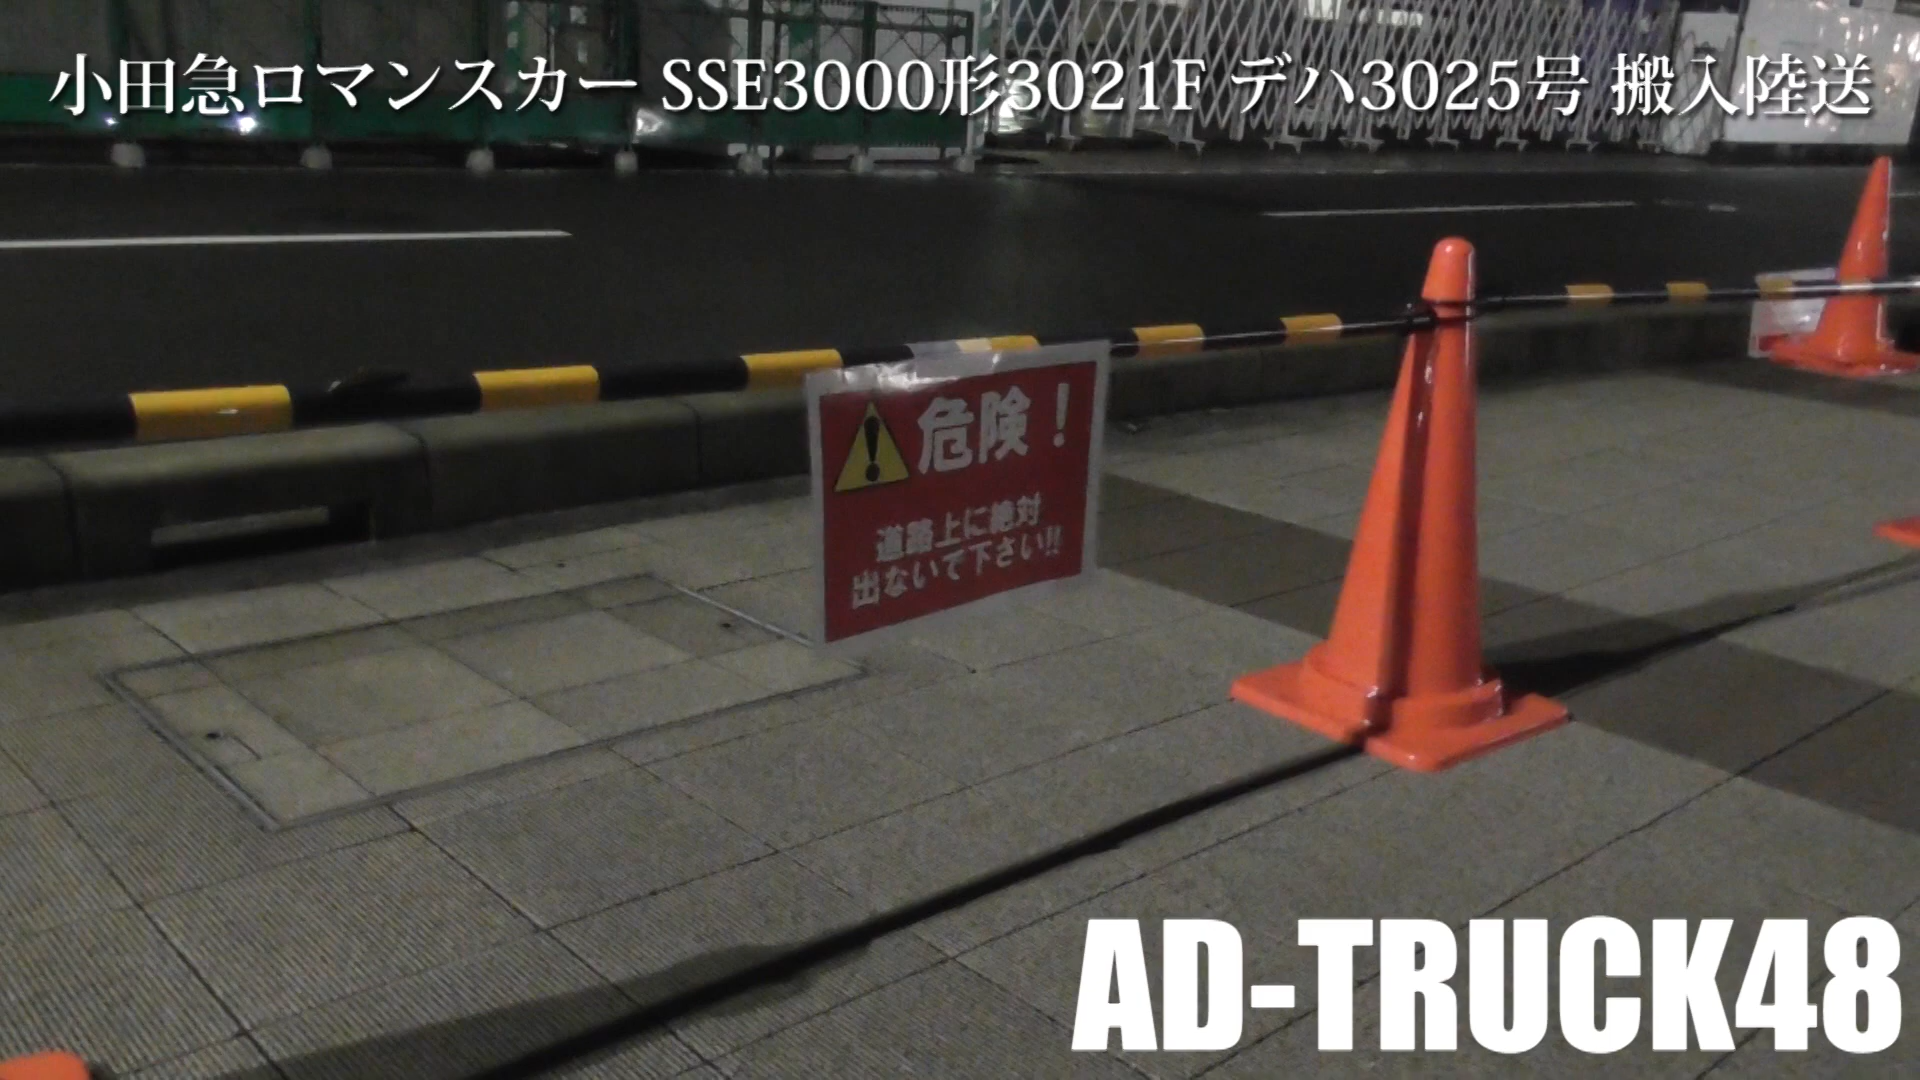 小田急ロマンスカー SSE3000形3021F デハ3025号 搬入陸送
危険!
道路上に絶対
出ないで下さい!!
AD-TRUCK48